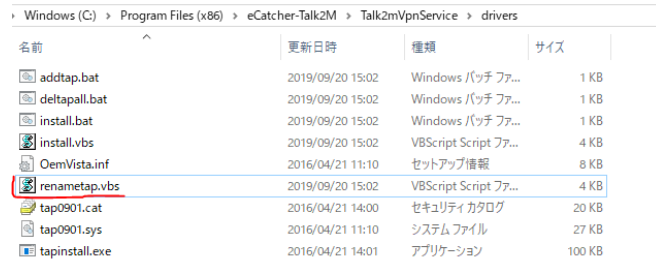 Windows (C:) › Program Files (x86) › eCatcher-Talk2M › Talk2mVpnService › drivers
名前 更新日時 種類 サイズ
addtap.bat 2019/09/20 15:02 Windows バッチ ファ... 1 KB
deltapall.bat 2019/09/20 15:02 Windows バッチ ファ... 1 KB
install.bat 2019/09/20 15:02 Windows バッチ ファ... 1 KB
install.vbs 2019/09/20 15:02 VBScript Script ファ... 4 KB
OemVista.inf 2016/04/21 11:10 セットアップ情報 8 KB
renametap.vbs 2019/09/20 15:02 VBScript Script ファ... 4 KB
tap0901.cat 2016/04/21 14:00 セキュリティ カタログ 20 KB
tap0901.sys 2016/04/21 11:10 システム ファイル 27 KB
tapinstall.exe 2016/04/21 14:01 アプリケーション 100 KB